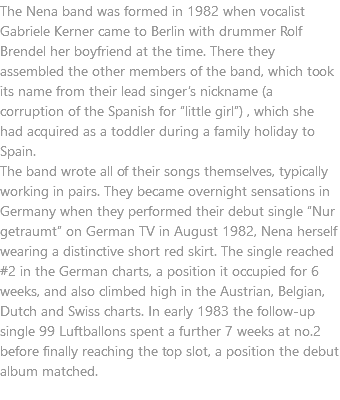 The Nena band was formed in 1982 when vocalist
Gabriele Kerner came to Berlin with drummer Rolf
Brendel her boyfriend at the time. There they
assembled the other members of the band, which took
its name from their lead singer's nickname (a
corruption of the Spanish for "little girl") , which she
had acquired as a toddler during a family holiday to
Spain.
The band wrote all of their songs themselves, typically
working in pairs. They became overnight sensations in
Germany when they performed their debut single "Nur
getraumt" on German TV in August 1982, Nena herself
wearing a distinctive short red skirt. The single reached
#2 in the German charts, a position it occupied for 6
weeks, and also climbed high in the Austrian, Belgian,
Dutch and Swiss charts. In early 1983 the follow-up
single 99 Luftballons spent a further 7 weeks at no.2
before finally reaching the top slot, a position the debut
album matched.